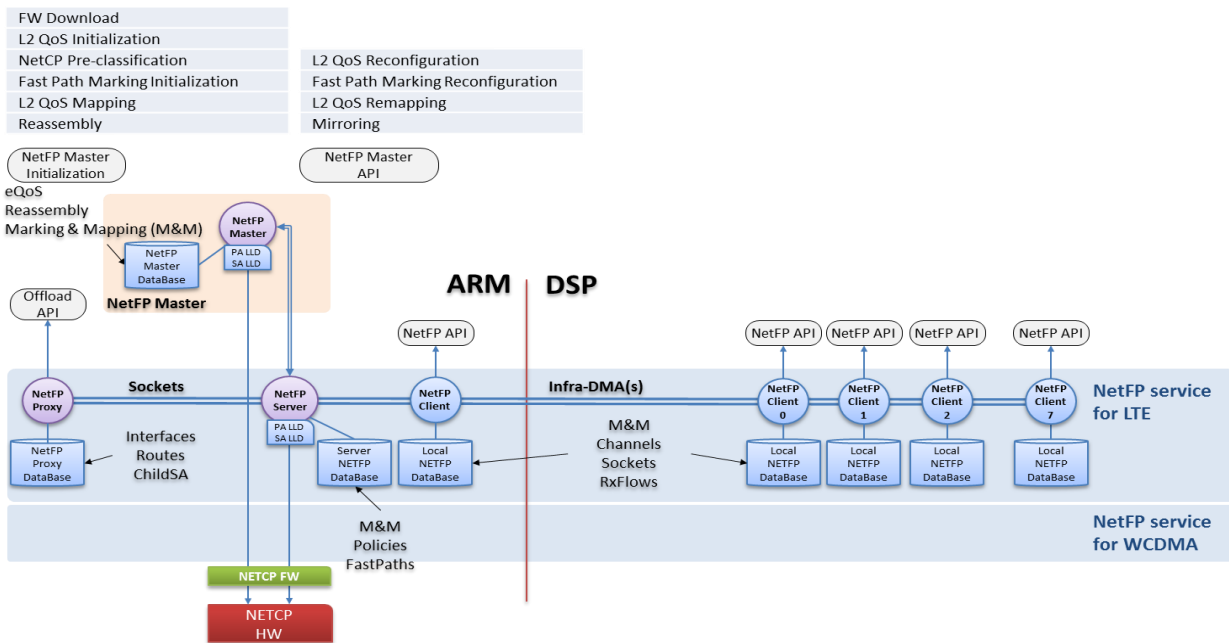 FW Download
L2 QoS Initialization
NetCP Pre-classification
Fast Path Marking Initialization
L2 QoS Mapping
Reassembly
L2 QoS Reconfiguration
Fast Path Marking Reconfiguration
L2 QoS Remapping
Mirroring
NetFP Master
Initialization
NetFP Master
API
eQoS
Reassembly
Marking & Mapping (M&M)
NetFP
Master
PA LLD
SA LLD
NetFP
Master
DataBase
NetFP Master
ARM
DSP
Offload
API
NetFP API
NetFP API
NetFP API
NetFP API
NetFP API
Sockets
Infra-DMA(s)
NetFP
Proxy
NetFP
Server
NetFP
Client
NetFP
Client
0
NetFP
Client
1
NetFP
Client
2
NetFP
Client
7
NetFP service
for LTE
PA LLD
SA LLD
NetFP
Proxy
DataBase
Interfaces
Routes
ChildSA
Server
NETFP
DataBase
Local
NETFP
DataBase
M&M
Channels
Sockets
RxFlows
Local
NETFP
DataBase
Local
NETFP
DataBase
Local
NETFP
DataBase
Local
NETFP
DataBase
M&M
Policies
FastPaths
NetFP service
for WCDMA
NETCP FW
NETCP
HW